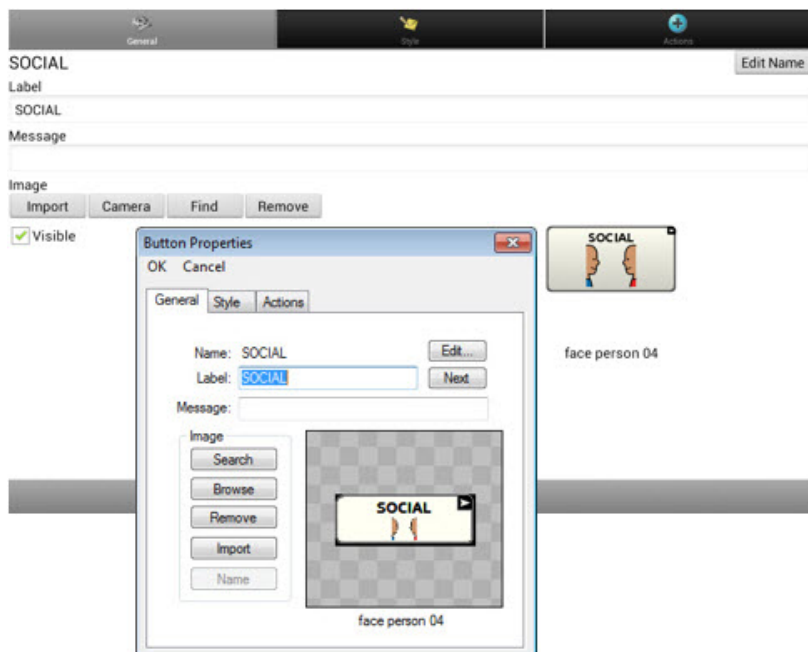 General
Style
Actions
SOCIAL
Edit Name
Label
SOCIAL
Message
Image
Import
Camera
Find
Remove
Visible
SOCIAL
face person 04
Button Properties
OK Cancel
General
Style
Actions
Name: SOCIAL
Edit...
Label: SOCIAL
Next
Message:
Image
Search
Browse
Remove
Import
Name
SOCIAL
face person 04